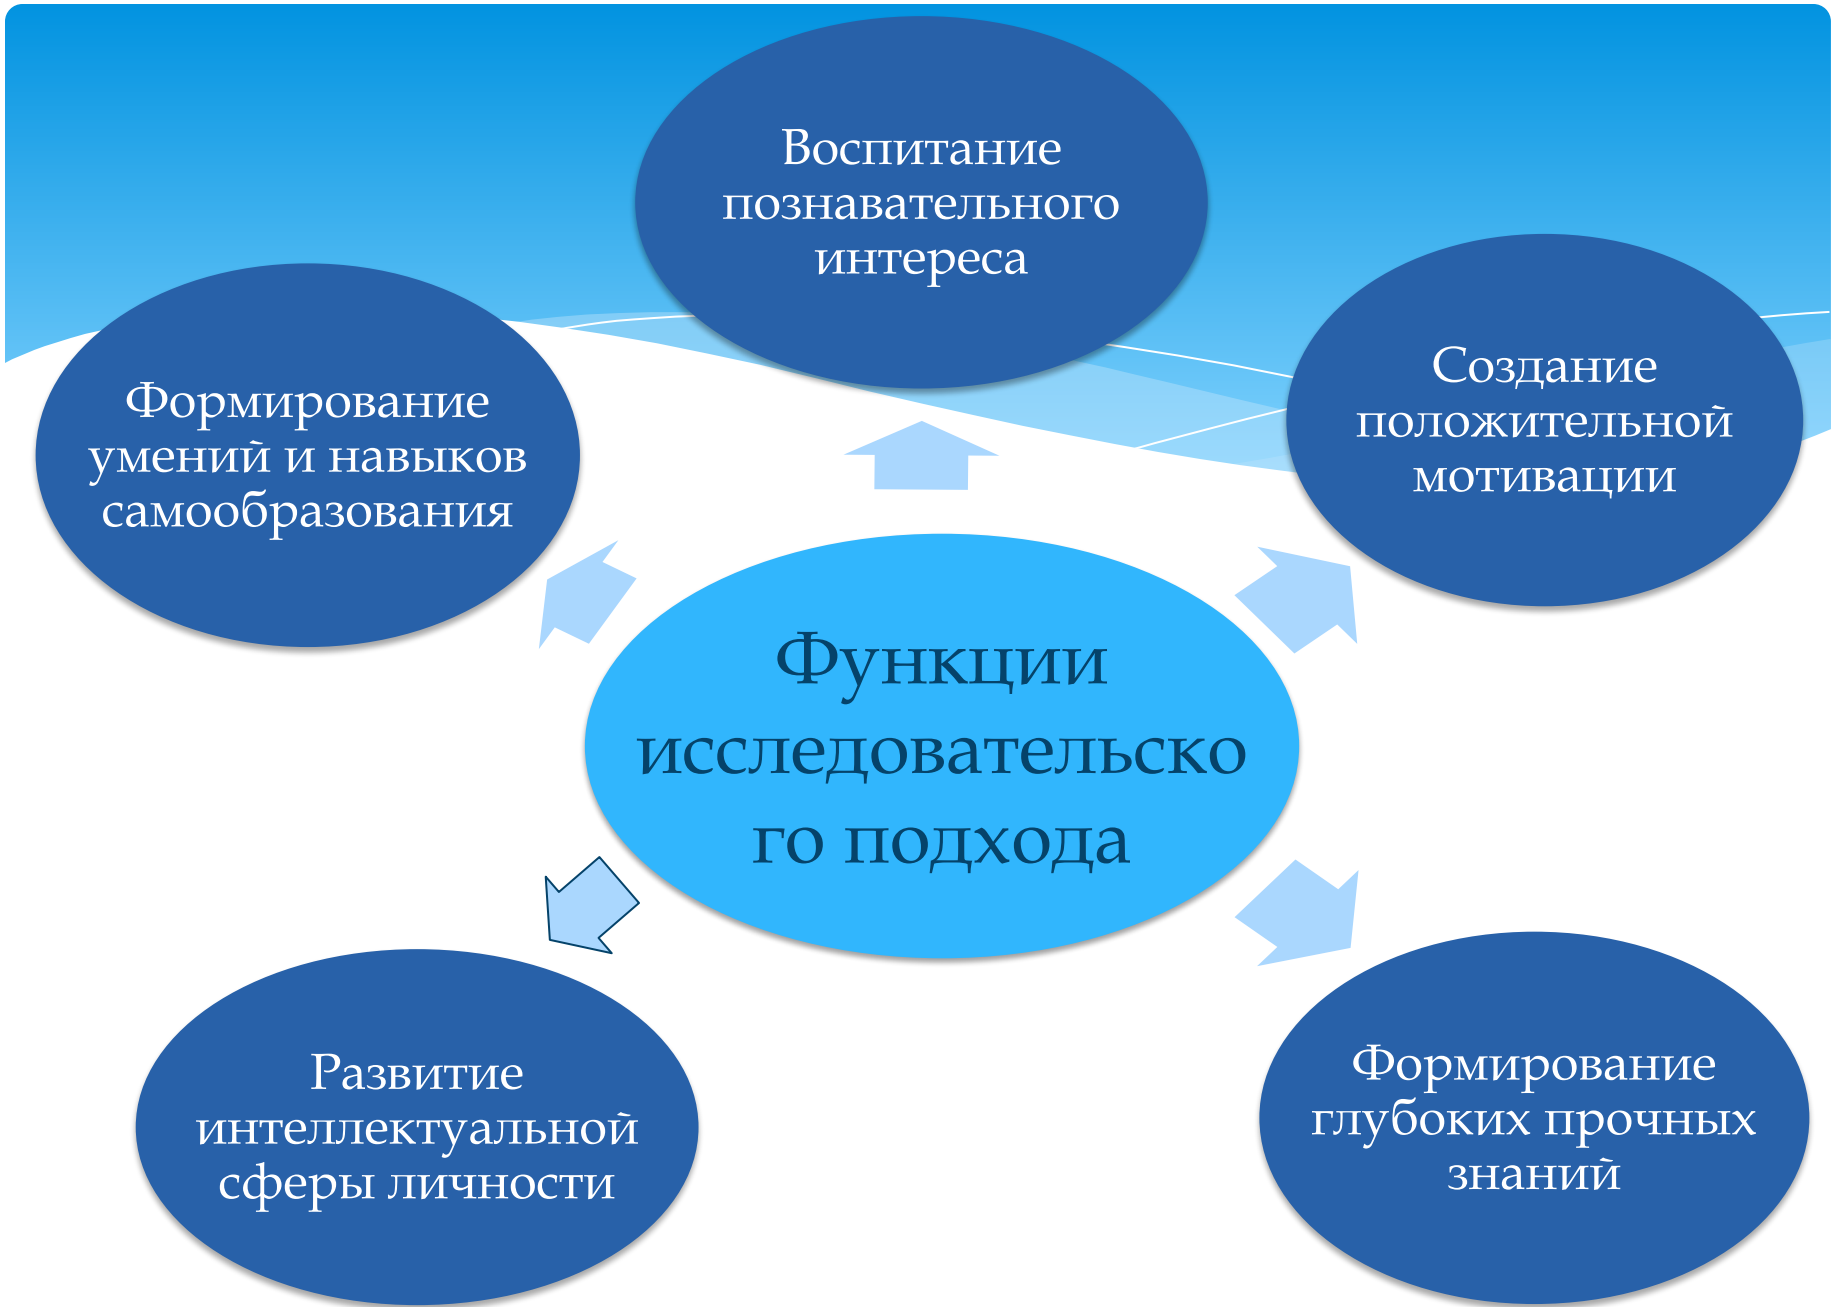 Воспитание
познавательного
интереса
Создание
положительной
мотивации
Формирование
умений и навыков
самообразования
Функции
исследовательско
го подхода
Развитие
интеллектуальной
сферы личности
Формирование
глубоких прочных
знаний